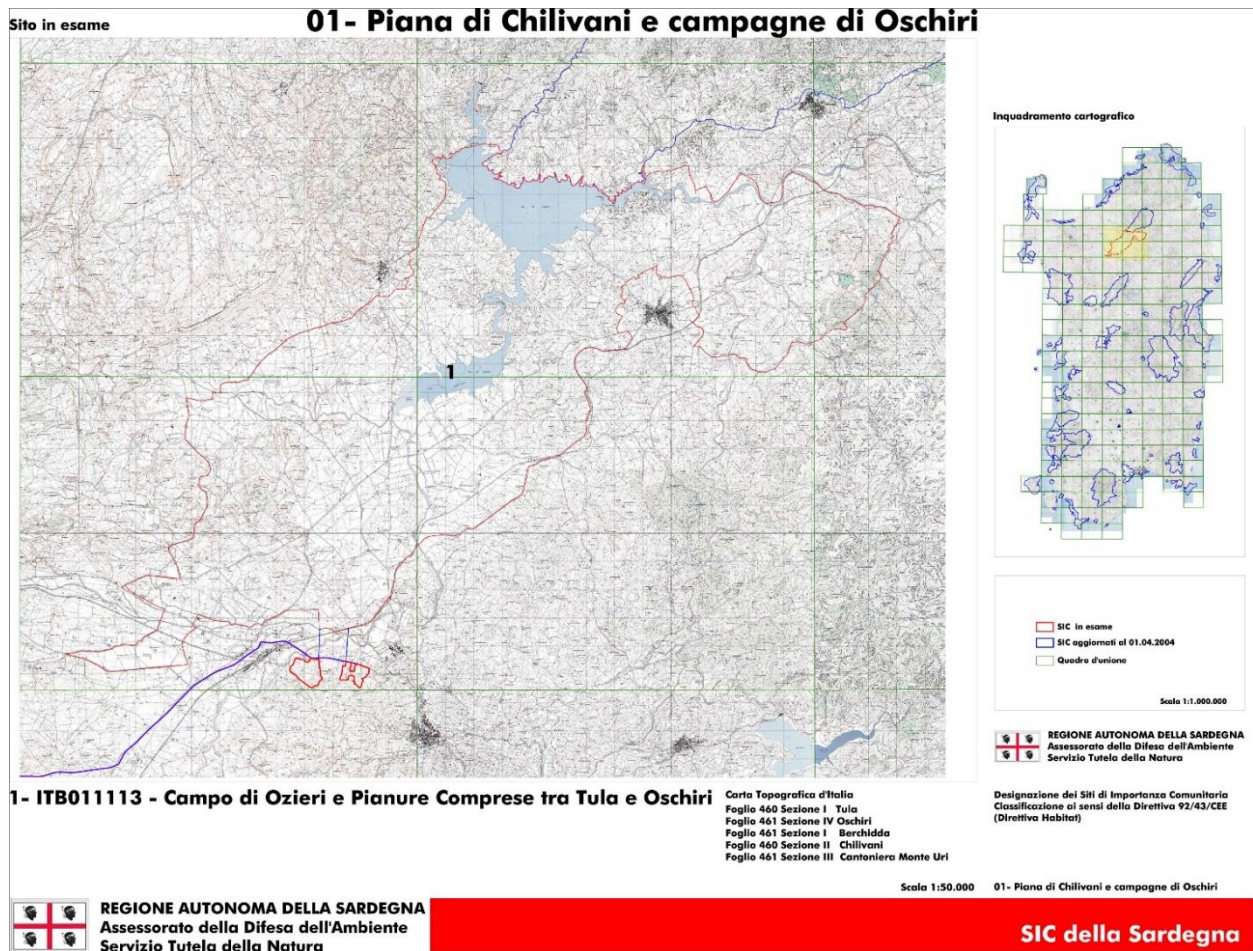 Sito in esame
01- Piana di Chilivani e campagne di Oschiri
Inquadramento cartografico
1
SIC in esame
SIC aggiornati al 01.04.2004
Quadro d'unione
Scala 1:1.000.000
REGIONE AUTONOMA DELLA SARDEGNA
Assessorato della Difesa dell'Ambiente
Servizio Tutela della Natura
1- ITB011113 - Campo di Ozieri e Pianure Comprese tra Tula e Oschiri
Carta Topografica d'Italia
Foglio 460 Sezione I Tula
Foglio 461 Sezione IV Oschiri
Foglio 461 Sezione I Berchidda
Foglio 460 Sezione II Chilivani
Foglio 461 Sezione III Cantoniera Monte Uri
Designazione dei Siti di Importanza Comunitaria
Classificazione ai sensi della Direttiva 92/43/CEE
(Direttiva Habitat)
Scala 1:50.000
01- Piana di Chilivani e campagne di Oschiri
REGIONE AUTONOMA DELLA SARDEGNA
Assessorato della Difesa dell'Ambiente
Servizio Tutela della Natura
SIC della Sardegna